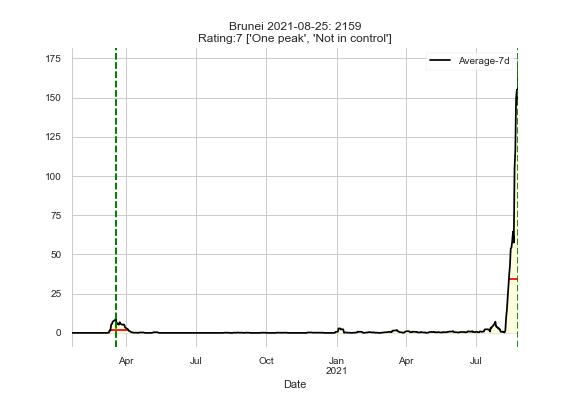 Brunei 2021-08-25: 2159
Rating:7 ['One peak', 'Not in control']
Average-7d
175
150
125
100
75
50
25
0
Apr Jul Oct Jan Apr Jul
2021
Date